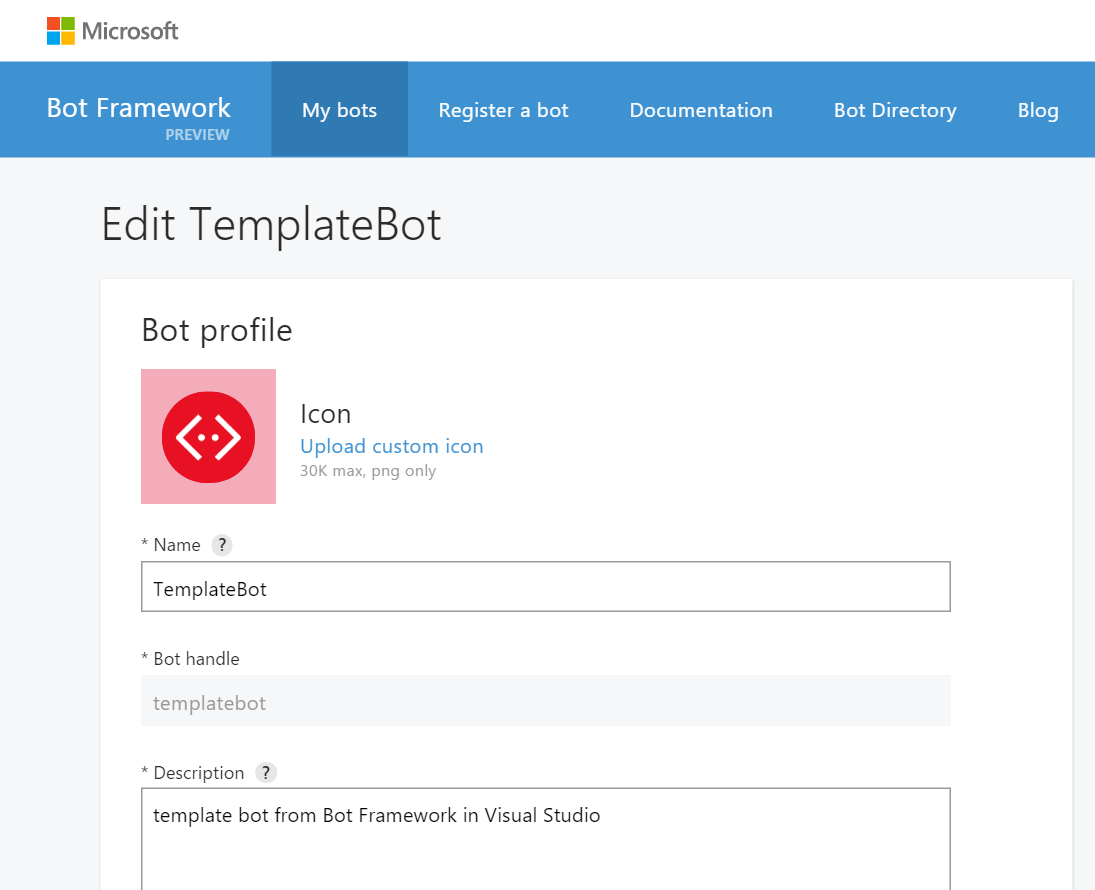 Microsoft
Bot Framework
PREVIEW
My bots
Register a bot
Documentation
Bot Directory
Blog
Edit TemplateBot
Bot profile
Icon
Upload custom icon
30K max, png only
* Name ?
TemplateBot
* Bot handle
templatebot
* Description ?
template bot from Bot Framework in Visual Studio